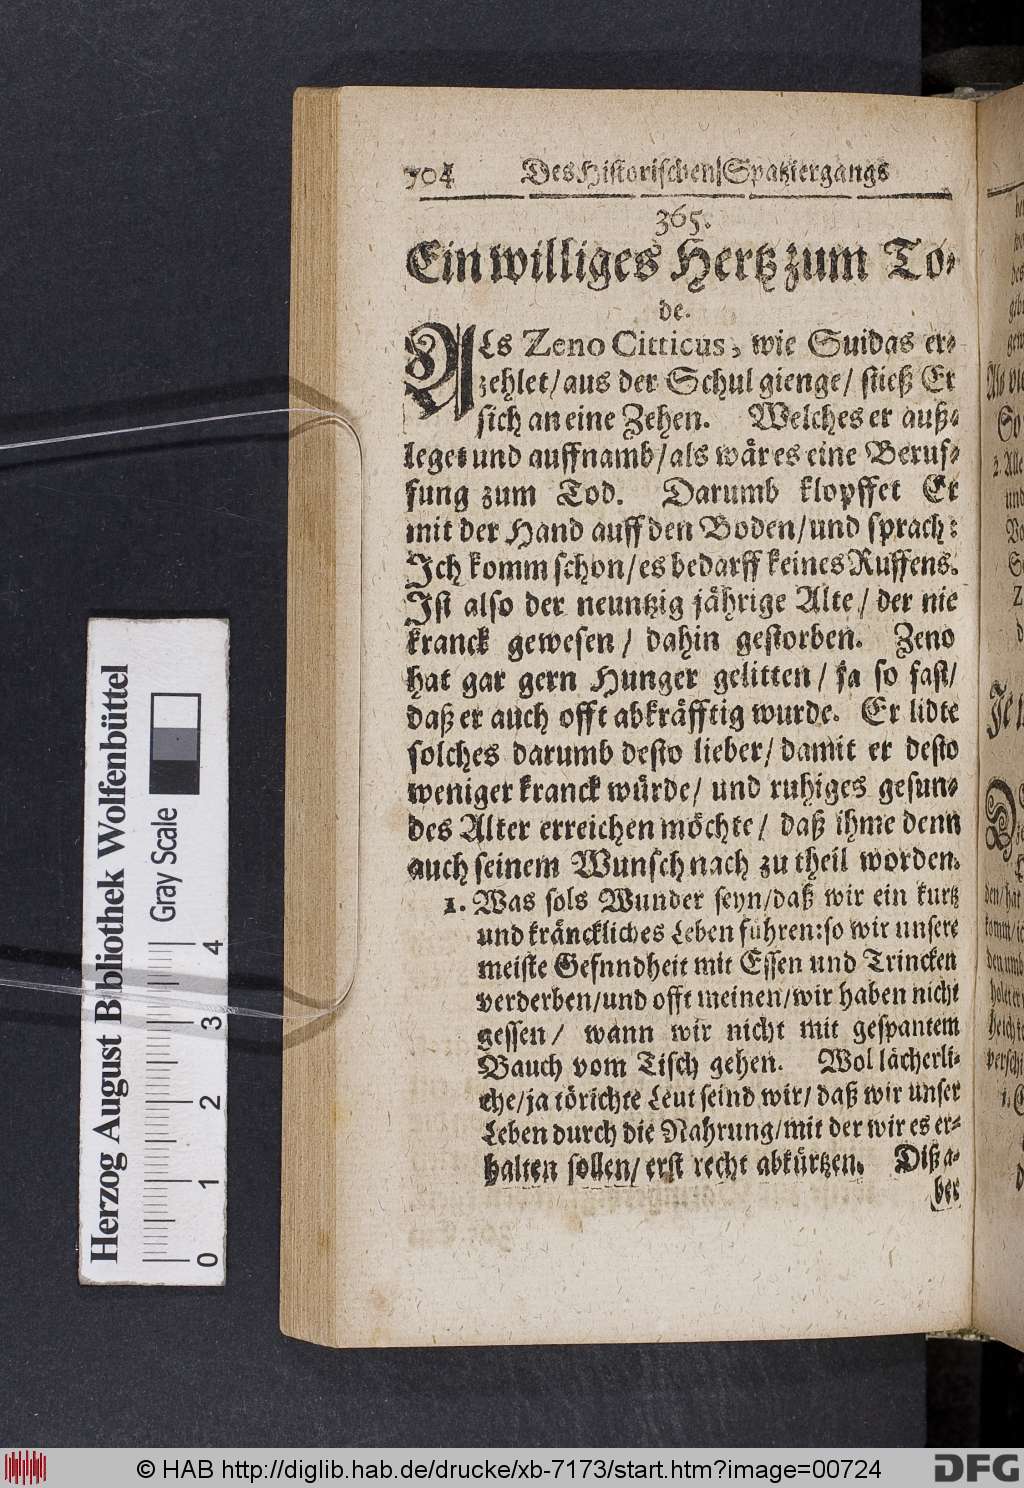 704 Des Historischen Spatziergangs
365.
Ein williges Hertz zum To-
de.
ALs Zeno Citticus, wie Suidas er-
zehlet/ aus der Schul gienge/ stieß Er
sich an eine Zehen. Welches er auß-
leget und auffnamb/ als wär es eine Beruf-
fung zum Tod. Darumb klopffet Er
mit der Hand auff den Boden/ und sprach:
Ich komm schon/ es bedarff keines Ruffens.
Ist also der neuntzig jährige Alte/ der nie
kranck gewesen/ dahin gestorben. Zeno
hat gar gern Hunger gelitten/ ja so fast/
daß er auch offt abkräfftig wurde. Er lidte
solches darumb desto lieber/ damit er desto
weniger kranck würde/ und ruhiges gesun-
des Alter erreichen möchte/ daß ihme denn
auch seinem Wunsch nach zu theil worden.
1. Was sols Wunder seyn/ daß wir ein kurtz
und kränckliches Leben führen: so wir unsere
meiste Gesnndheit mit Essen und Trincken
verderben/ und offt meinen/ wir haben nicht
gessen/ wann wir nicht mit gespantem
Bauch vom Tisch gehen. Wol lächerli-
che/ ja törichte Leut seind wir/ daß wir unser
Leben durch die Nahrung/ mit der wir es er-
halten sollen/ erst recht abkürtzen. Diß a-
ber
Herzog August Bibliothek Wolfenbüttel
Gray Scale
0 1 2 3 4
© HAB http://diglib.hab.de/drucke/xb-7173/start.htm?image=00724
DFG